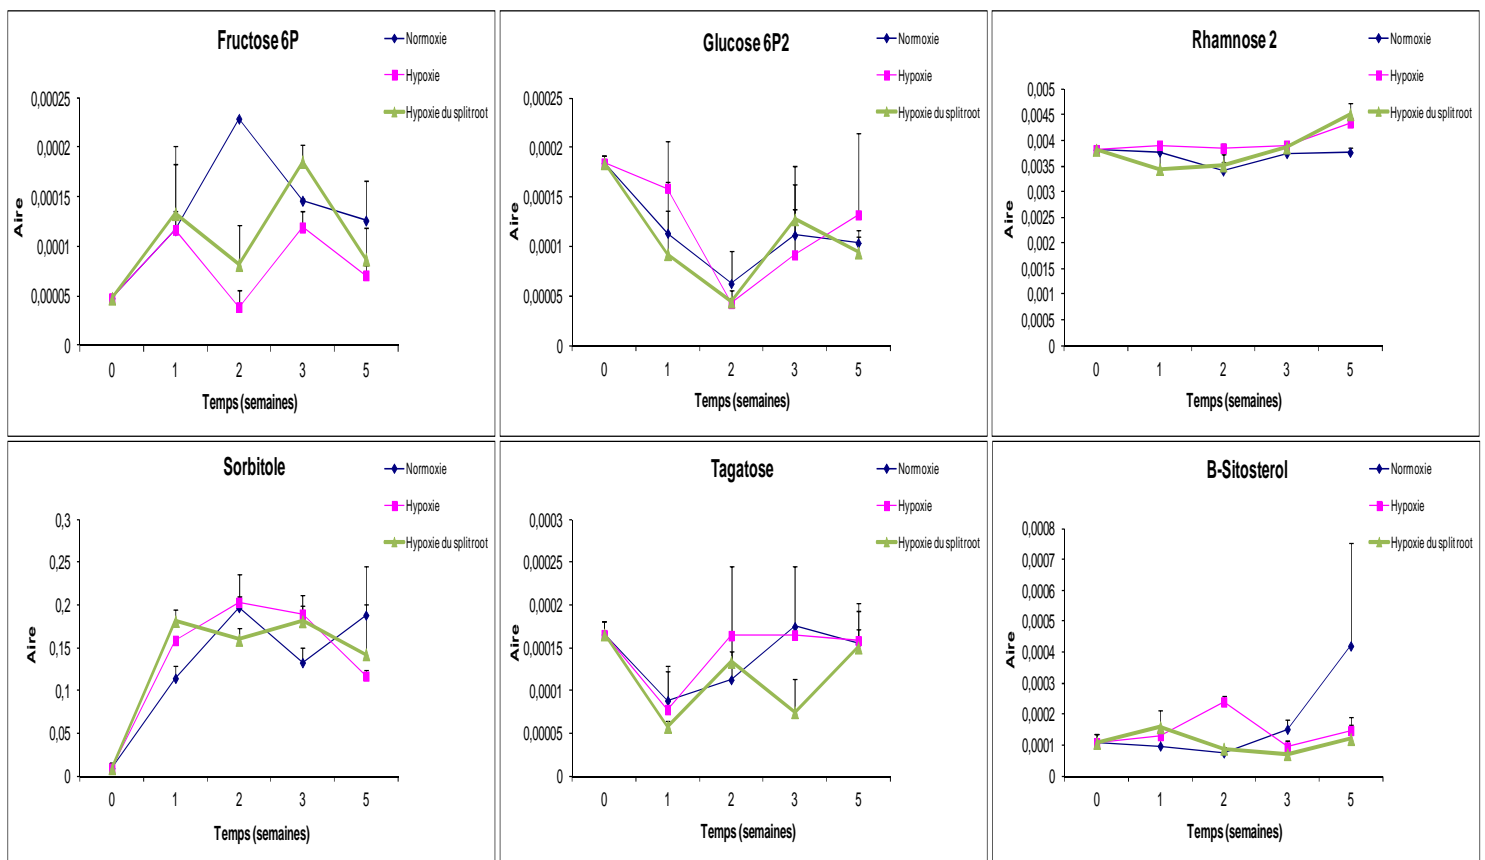 Fructose 6P
Normoxie
Hypoxie
Hypoxie du splitroot
0,00025
0,0002
0,00015
0,0001
0,00005
0
Aire
0 1 2 3 5
Temps (semaines)
Glucose 6P2
Normoxie
Hypoxie
Hypoxie du splitroot
0,00025
0,0002
0,00015
0,0001
0,00005
0
Aire
0 1 2 3 5
Temps (semaines)
Rhamnose 2
Normoxie
Hypoxie
Hypoxie du splitroot
0,005
0,0045
0,004
0,0035
0,003
0,0025
0,002
0,0015
0,001
0,0005
0
Aire
0 1 2 3 5
Temps (semaines)
Sorbitole
Normoxie
Hypoxie
Hypoxie du splitroot
0,3
0,25
0,2
0,15
0,1
0,05
0
Aire
0 1 2 3 5
Temps (semaines)
Tagatose
Normoxie
Hypoxie
Hypoxie du splitroot
0,0003
0,00025
0,0002
0,00015
0,0001
0,00005
0
Aire
0 1 2 3 5
Temps (semaines)
B-Sitosterol
Normoxie
Hypoxie
Hypoxie du splitroot
0,0008
0,0007
0,0006
0,0005
0,0004
0,0003
0,0002
0,0001
0
Aire
0 1 2 3 5
Temps (semaines)